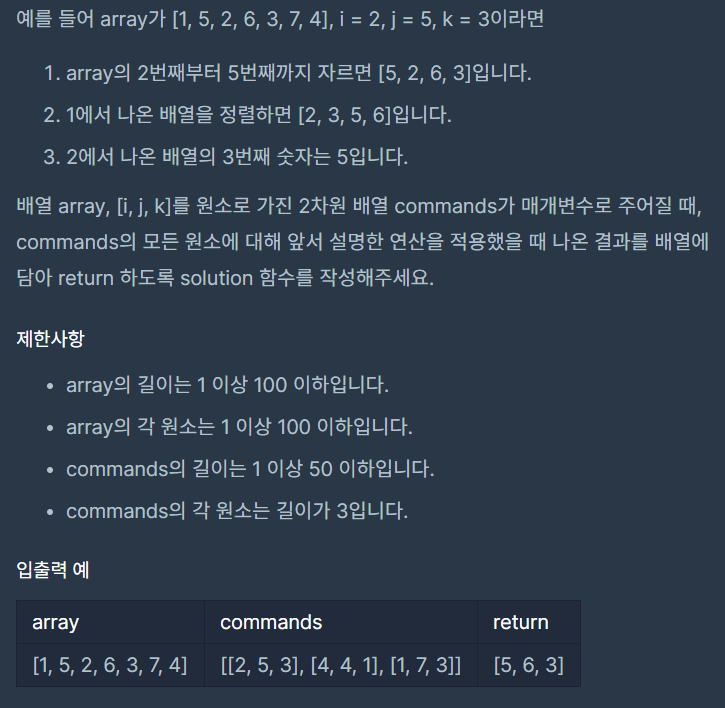 예를 들어 array가 [1, 5, 2, 6, 3, 7, 4], i = 2, j = 5, k = 3이라면
1. array의 2번째부터 5번째까지 자르면 [5, 2, 6, 3]입니다.
2. 1에서 나온 배열을 정렬하면 [2, 3, 5, 6]입니다.
3. 2에서 나온 배열의 3번째 숫자는 5입니다.
배열 array, [i, j, k]를 원소로 가진 2차원 배열 commands가 매개변수로 주어질 때,
commands의 모든 원소에 대해 앞서 설명한 연산을 적용했을 때 나온 결과를 배열에
담아 return 하도록 solution 함수를 작성해주세요.
제한사항
• array의 길이는 1 이상 100 이하입니다.
• array의 각 원소는 1 이상 100 이하입니다.
• commands의 길이는 1 이상 50 이하입니다.
• commands의 각 원소는 길이가 3입니다.
입출력 예
array commands return
[1, 5, 2, 6, 3, 7, 4] [[2, 5, 3], [4, 4, 1], [1, 7, 3]] [5, 6, 3]